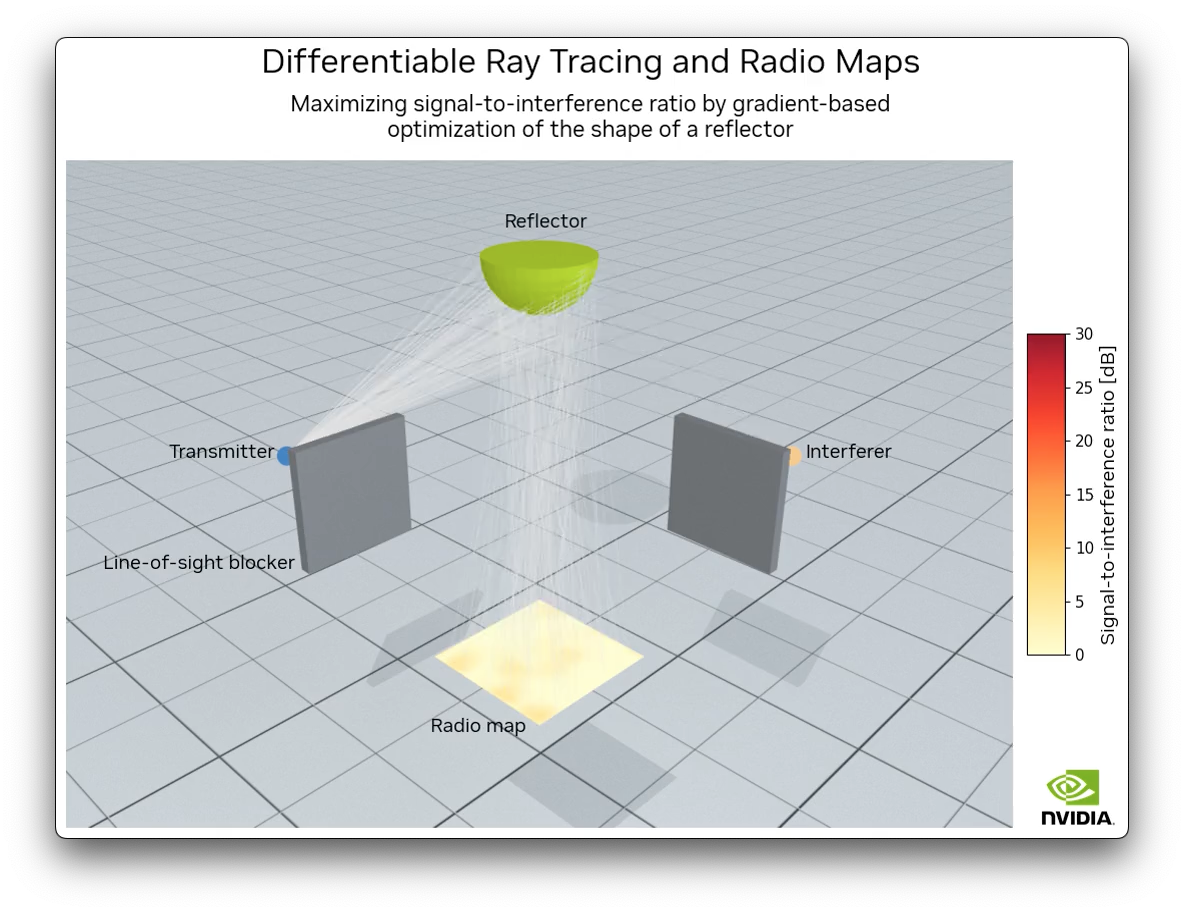 Differentiable Ray Tracing and Radio Maps
Maximizing signal-to-interference ratio by gradient-based
optimization of the shape of a reflector
Reflector
Transmitter
Interferer
Line-of-sight blocker
Radio map
30
25
20
15
10
5
0
Signal-to-interference ratio [dB]
NVIDIA.